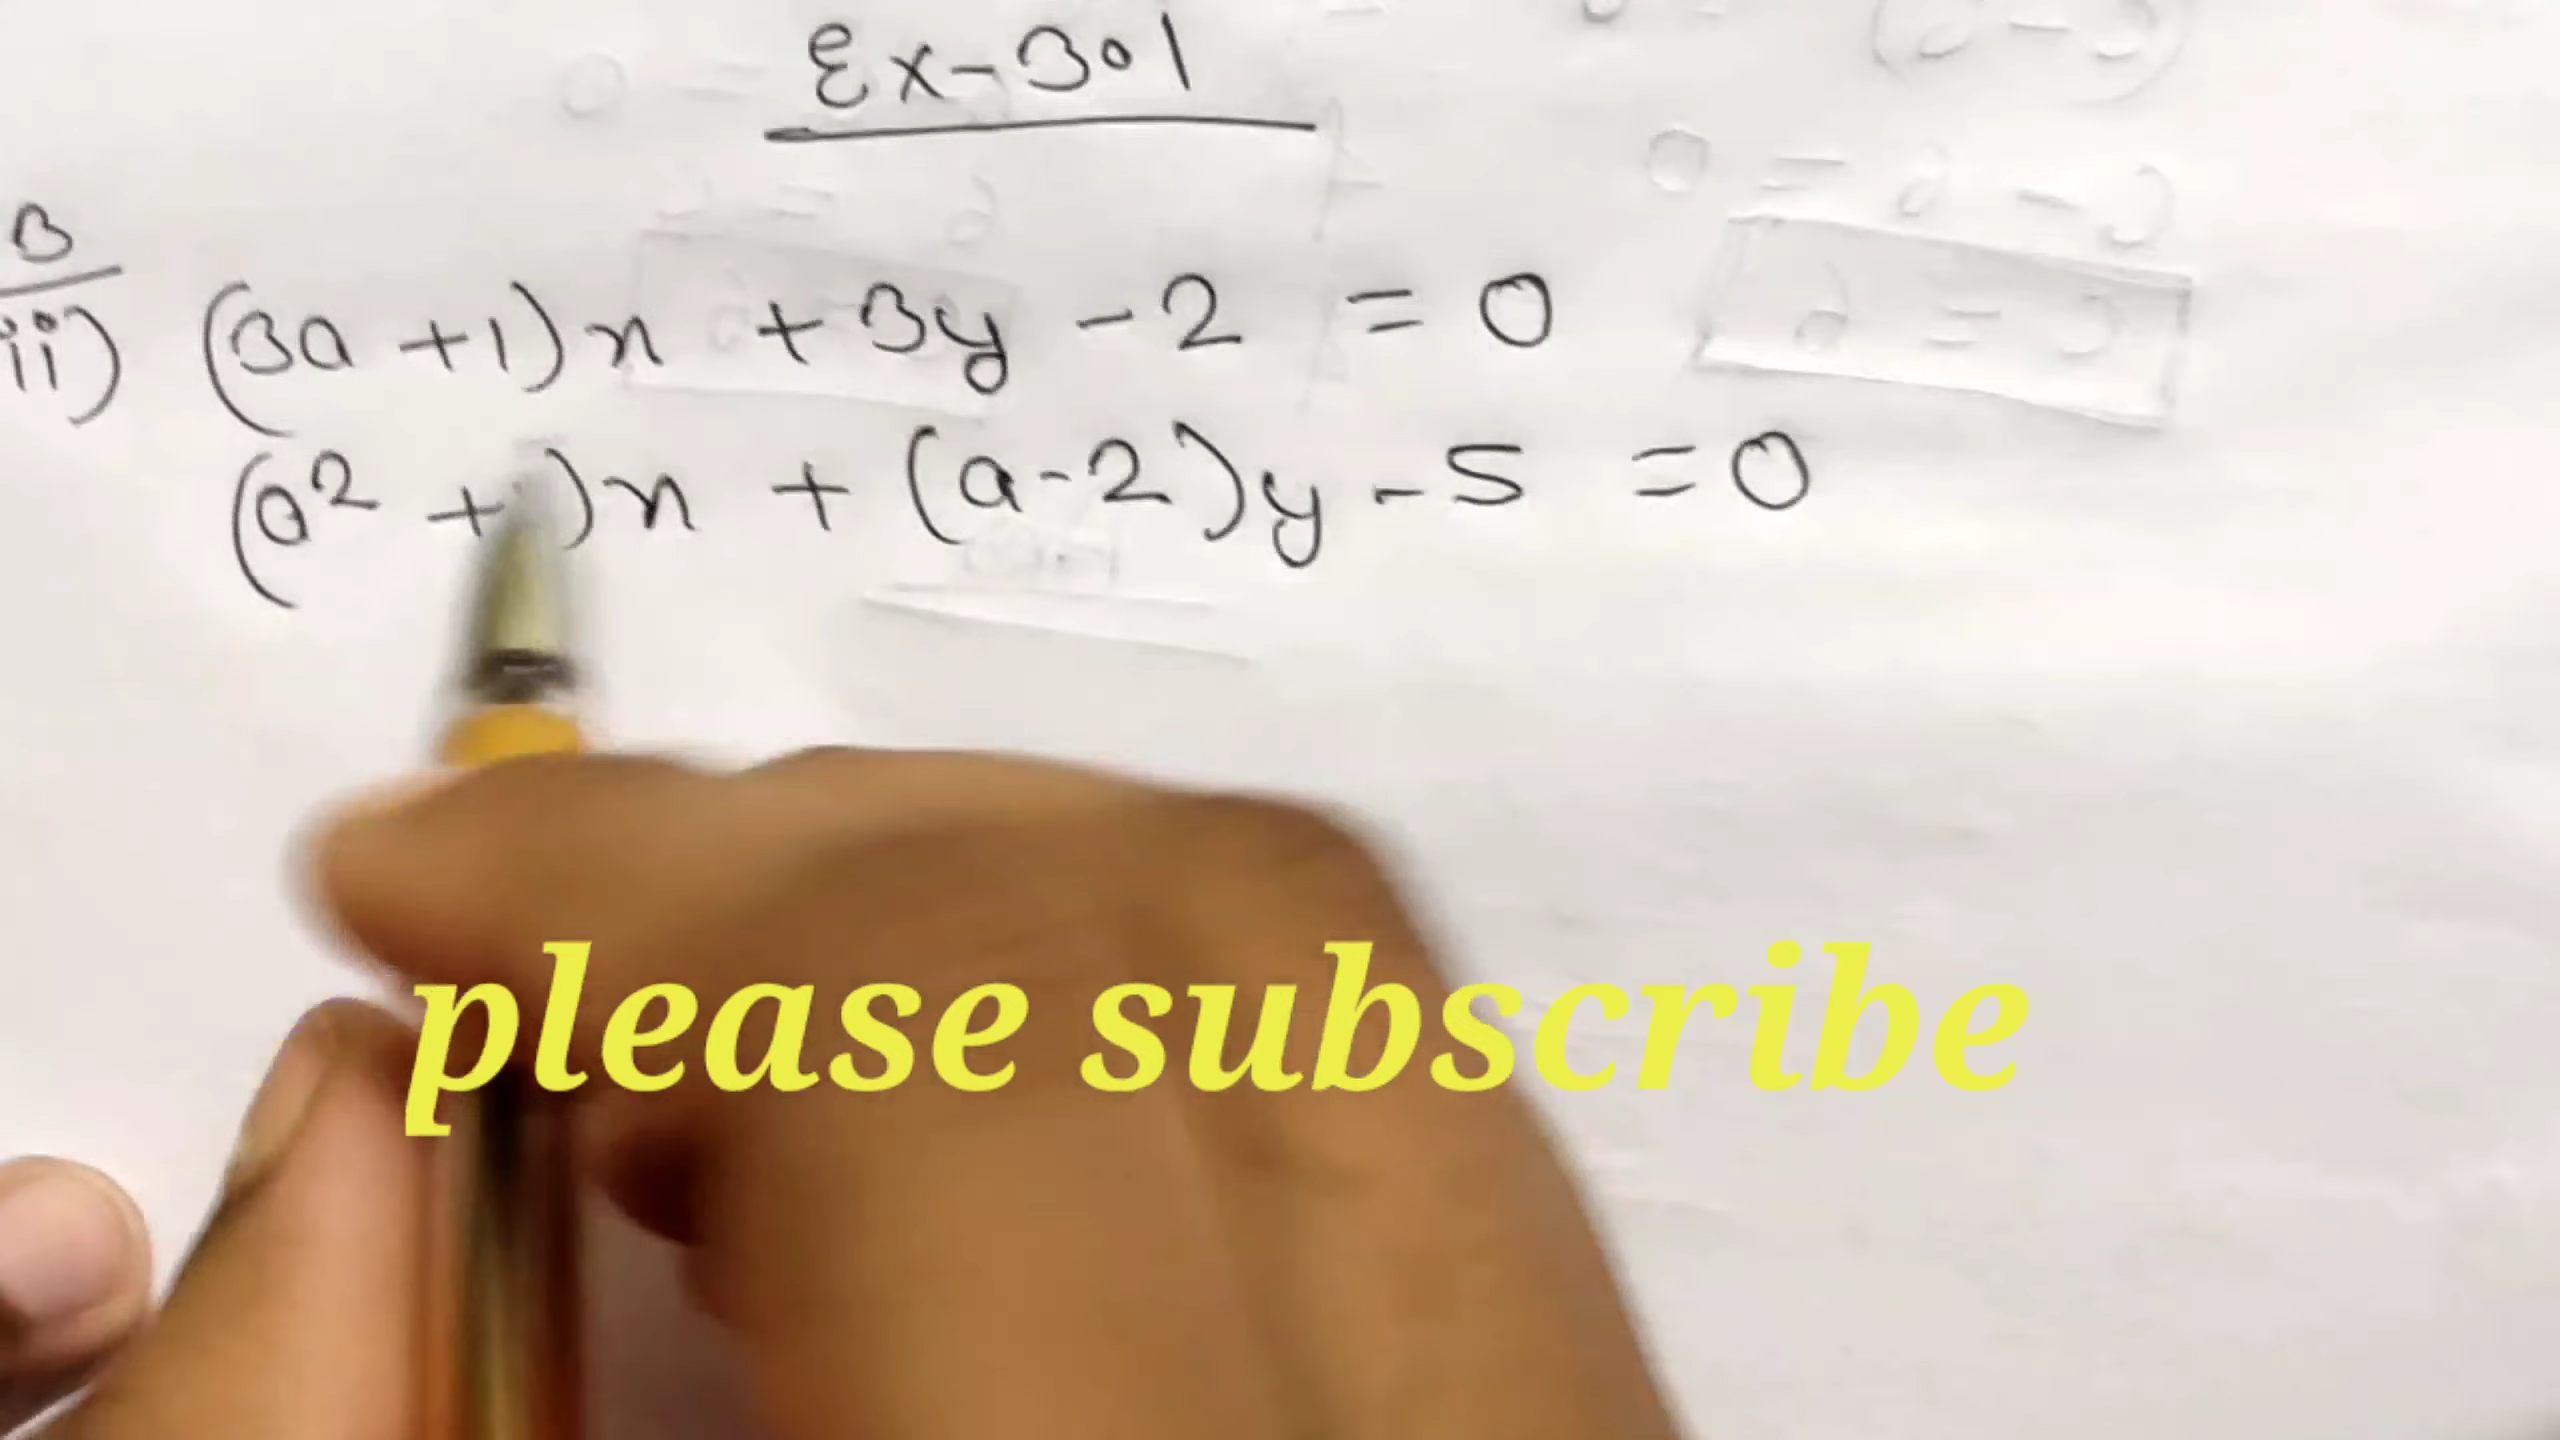 Ex-3.1
3
ii) (3a +1)x + 3y - 2 = 0
(a² + )x + (a-2)y - 5 = 0
please subscribe